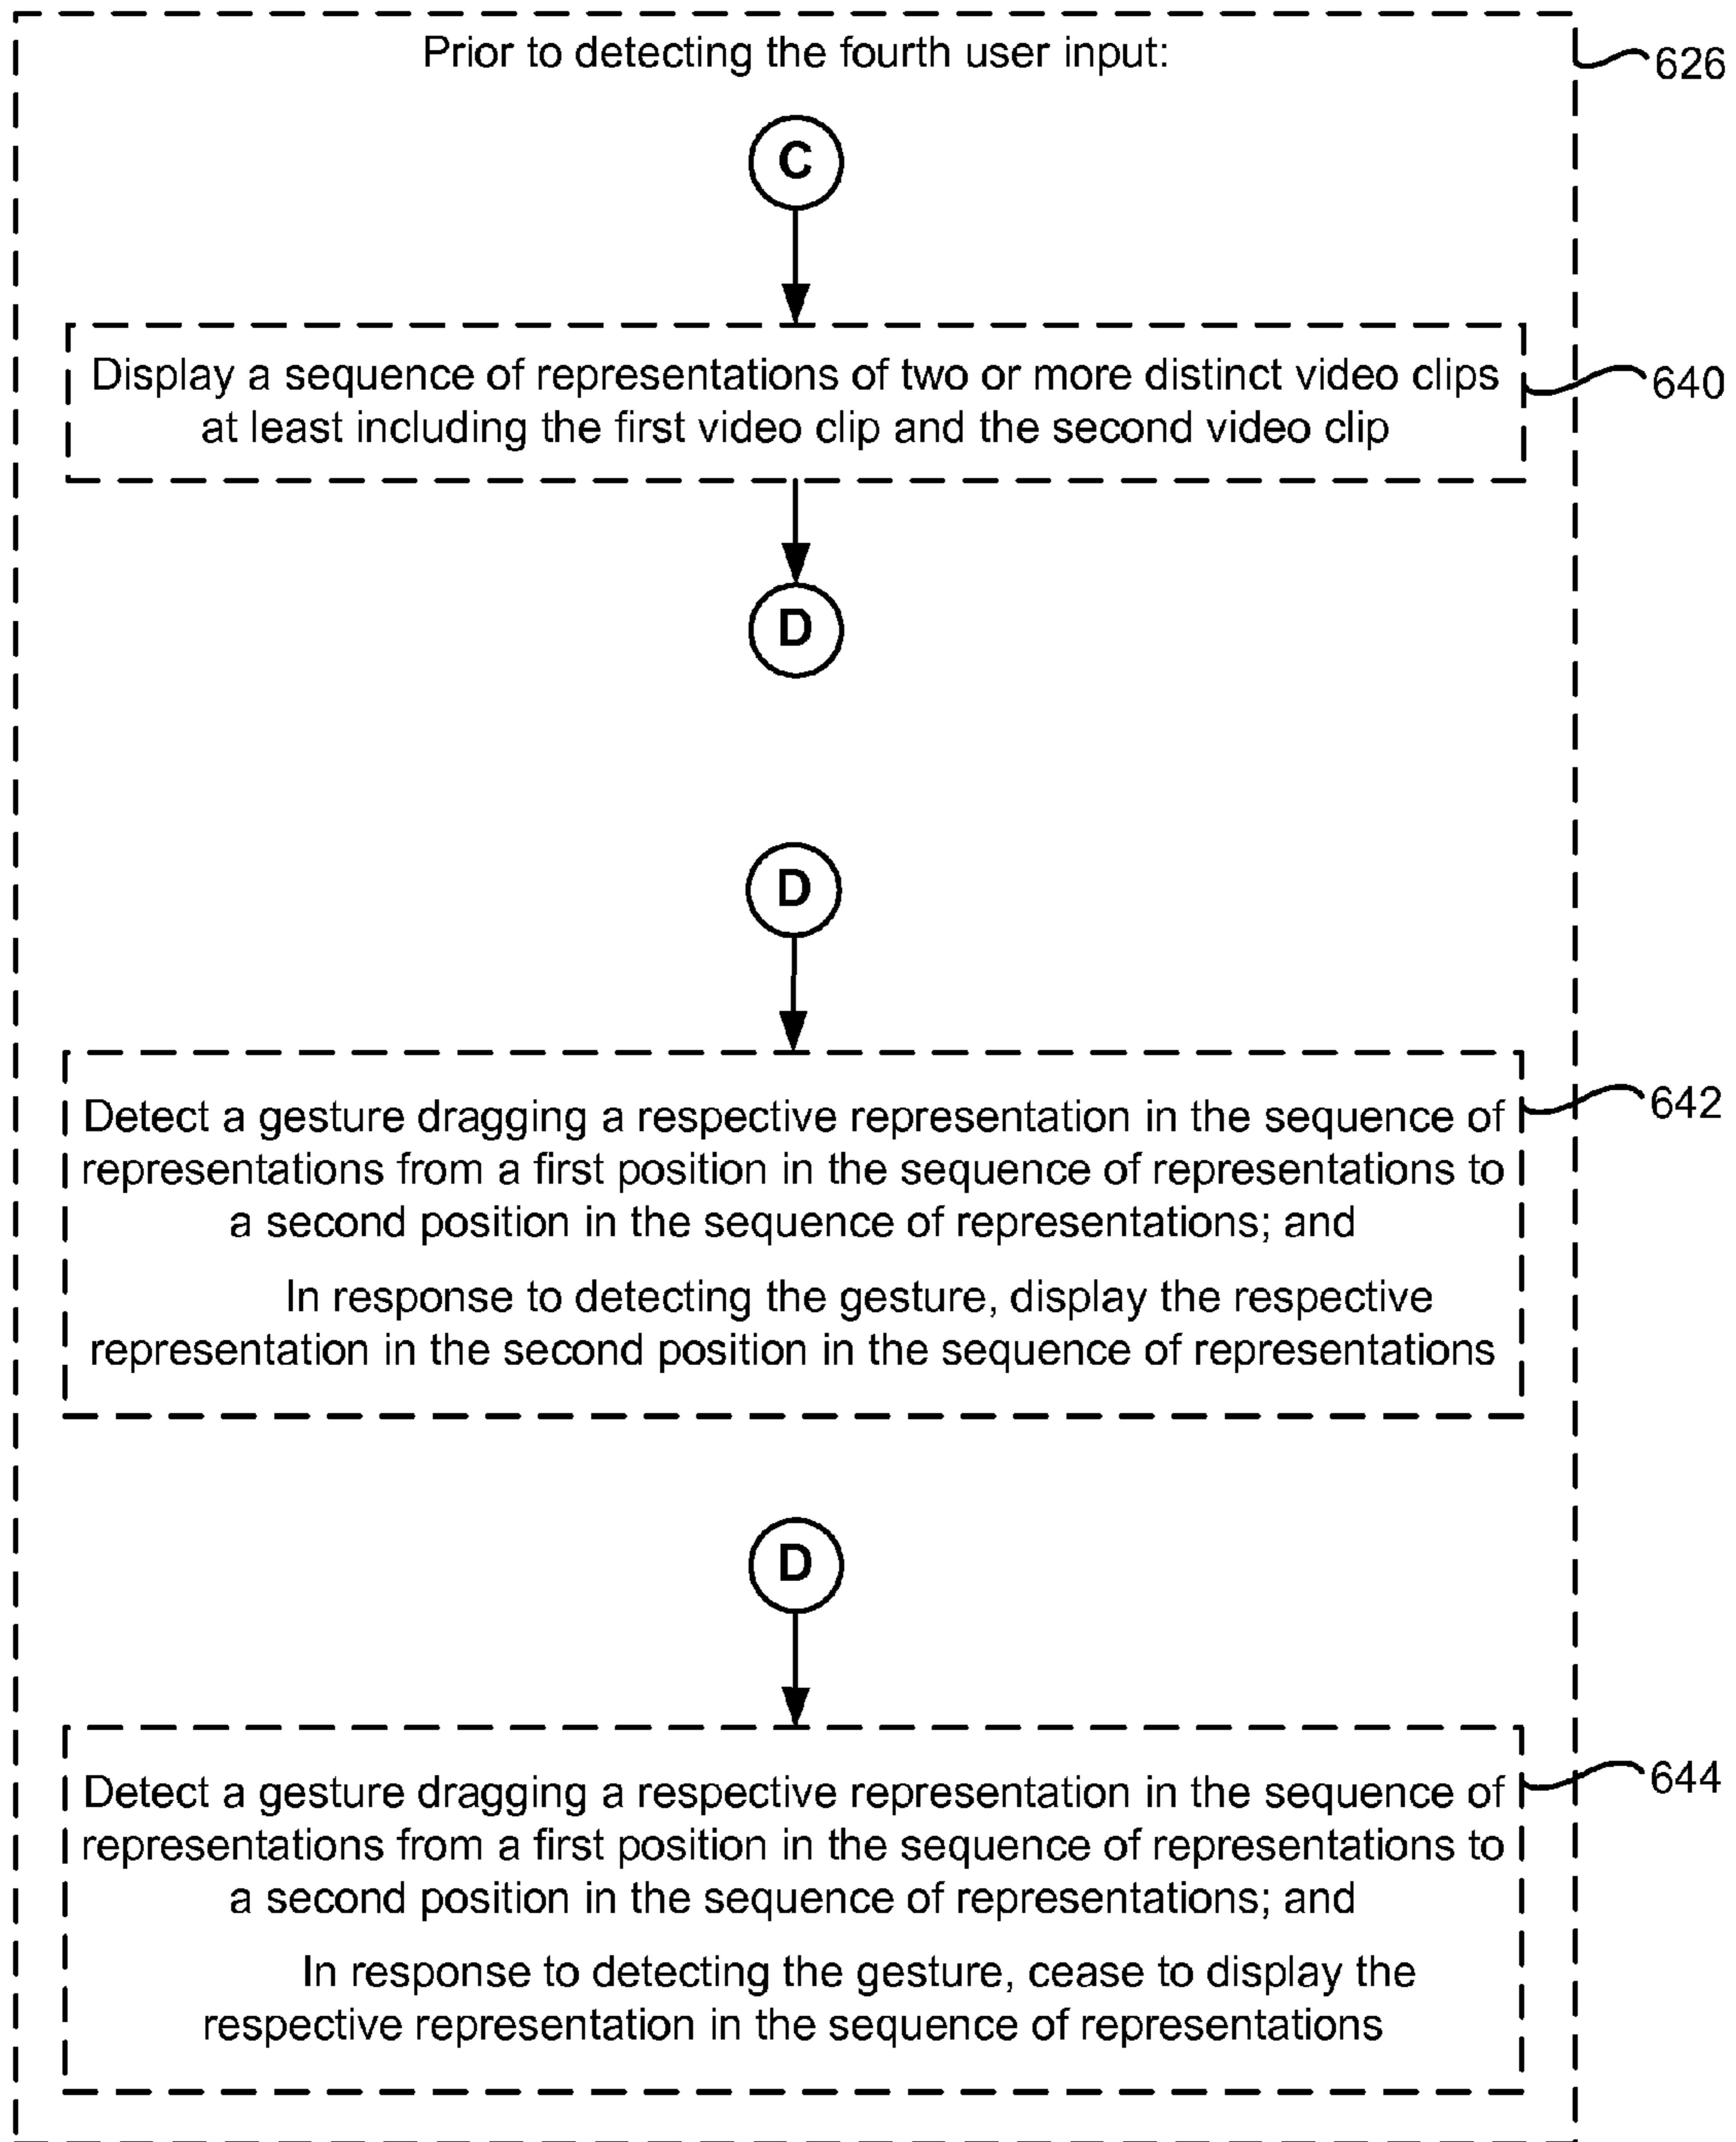 Prior to detecting the fourth user input:
626
C
Display a sequence of representations of two or more distinct video clips
at least including the first video clip and the second video clip
640
D
D
Detect a gesture dragging a respective representation in the sequence of
representations from a first position in the sequence of representations to
a second position in the sequence of representations; and
In response to detecting the gesture, display the respective
representation in the second position in the sequence of representations
642
D
Detect a gesture dragging a respective representation in the sequence of
representations from a first position in the sequence of representations to
a second position in the sequence of representations; and
In response to detecting the gesture, cease to display the
respective representation in the sequence of representations
644